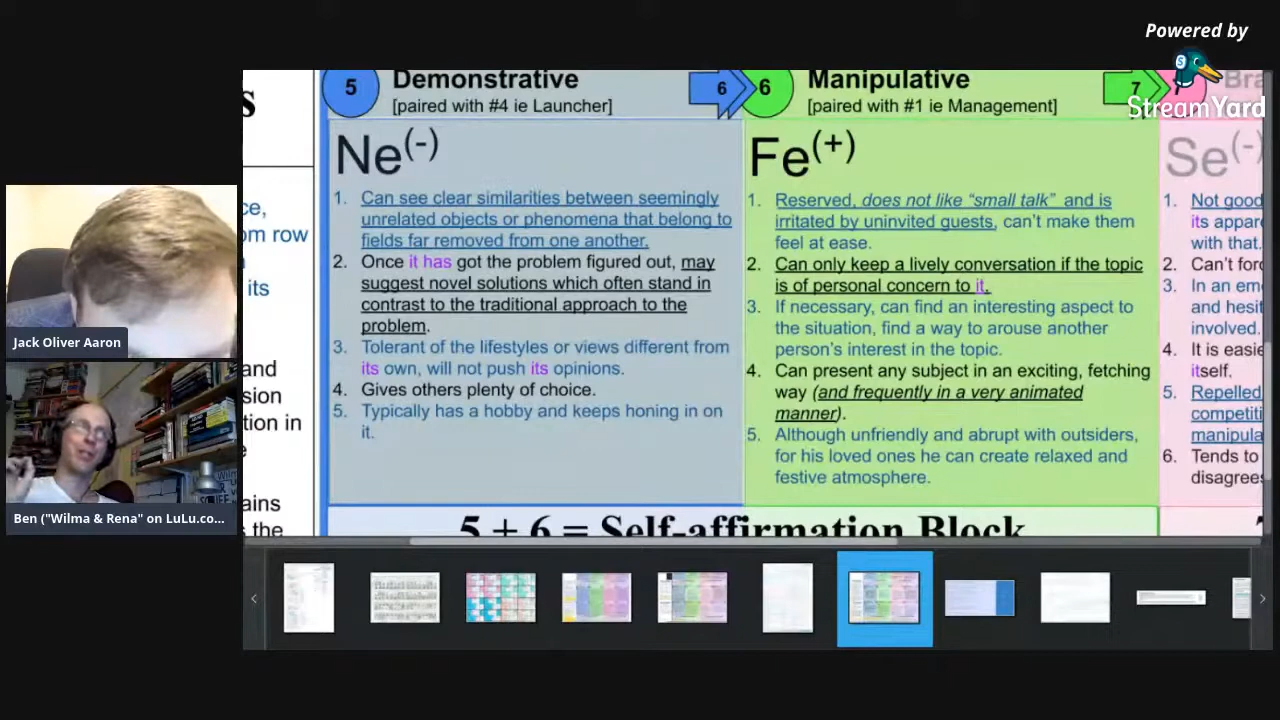 Powered by
StreamYard
5
Demonstrative
[paired with #4 ie Launcher]
6
6
Manipulative
[paired with #1 ie Management]
7
Bra
s
ce,
om row
its
and
sion
tion in
e
ains
s the
Ne(-)
1. Can see clear similarities between seemingly
unrelated objects or phenomena that belong to
fields far removed from one another.
2. Once it has got the problem figured out, may
suggest novel solutions which often stand in
contrast to the traditional approach to the
problem.
3. Tolerant of the lifestyles or views different from
its own, will not push its opinions.
4. Gives others plenty of choice.
5. Typically has a hobby and keeps honing in on
it.
Fe(+)
1. Reserved, does not like “small talk” and is
irritated by uninvited guests, can’t make them
feel at ease.
2. Can only keep a lively conversation if the topic
is of personal concern to it.
3. If necessary, can find an interesting aspect to
the situation, find a way to arouse another
person’s interest in the topic.
4. Can present any subject in an exciting, fetching
way (and frequently in a very animated
manner).
5. Although unfriendly and abrupt with outsiders,
for his loved ones he can create relaxed and
festive atmosphere.
Se(-)
1. Not good
its appare
with that.
2. Can’t for
3. In an em
and hesit
involved.
4. It is easie
itself.
5. Repelled
competiti
manipula
6. Tends to
disagrees
5 + 6 = Self-affirmation Block
Jack Oliver Aaron
Ben ("Wilma & Rena" on LuLu.co...